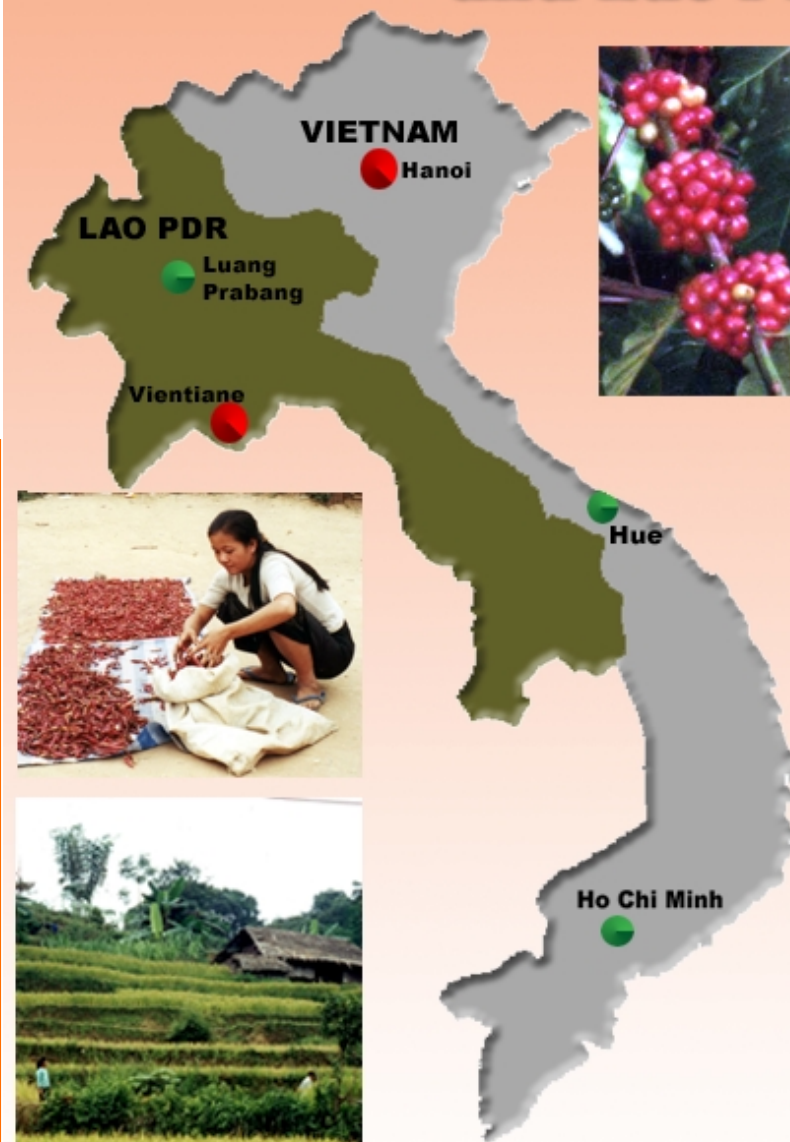 VIETNAM
Hanoi
LAO PDR
Luang
Prabang
Vientiane
Hue
Ho Chi Minh